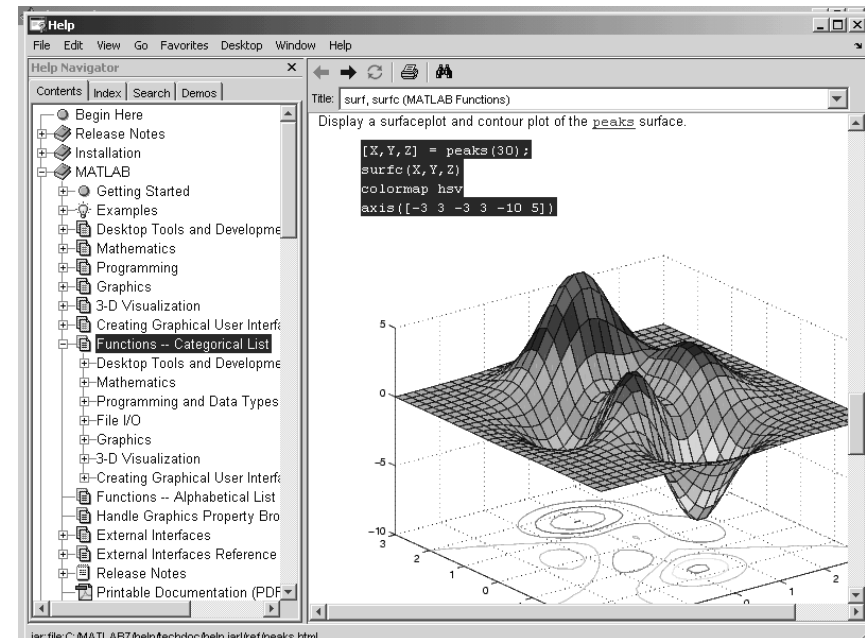 Help
File Edit View Go Favorites Desktop Window Help
Help Navigator
Contents Index Search Demos
Begin Here
Release Notes
Installation
MATLAB
Getting Started
Examples
Desktop Tools and Developme
Mathematics
Programming
Graphics
3-D Visualization
Creating Graphical User Interfa
Functions -- Categorical List
Desktop Tools and Developme
Mathematics
Programming and Data Types
File I/O
Graphics
3-D Visualization
Creating Graphical User Interfa
Functions -- Alphabetical List
Handle Graphics Property Bro
External Interfaces
External Interfaces Reference
Release Notes
Printable Documentation (PDF
Title: surf, surfc (MATLAB Functions)
Display a surfaceplot and contour plot of the peaks surface.
[X,Y,Z] = peaks(30);
surfc(X,Y,Z)
colormap hsv
axis([-3 3 -3 3 -10 5])
5
0
-5
-10
3
2
1
0
0
1
2
jar:file:C:/MATLAB7/help/techdoc/help.jar!/ref/peaks.html